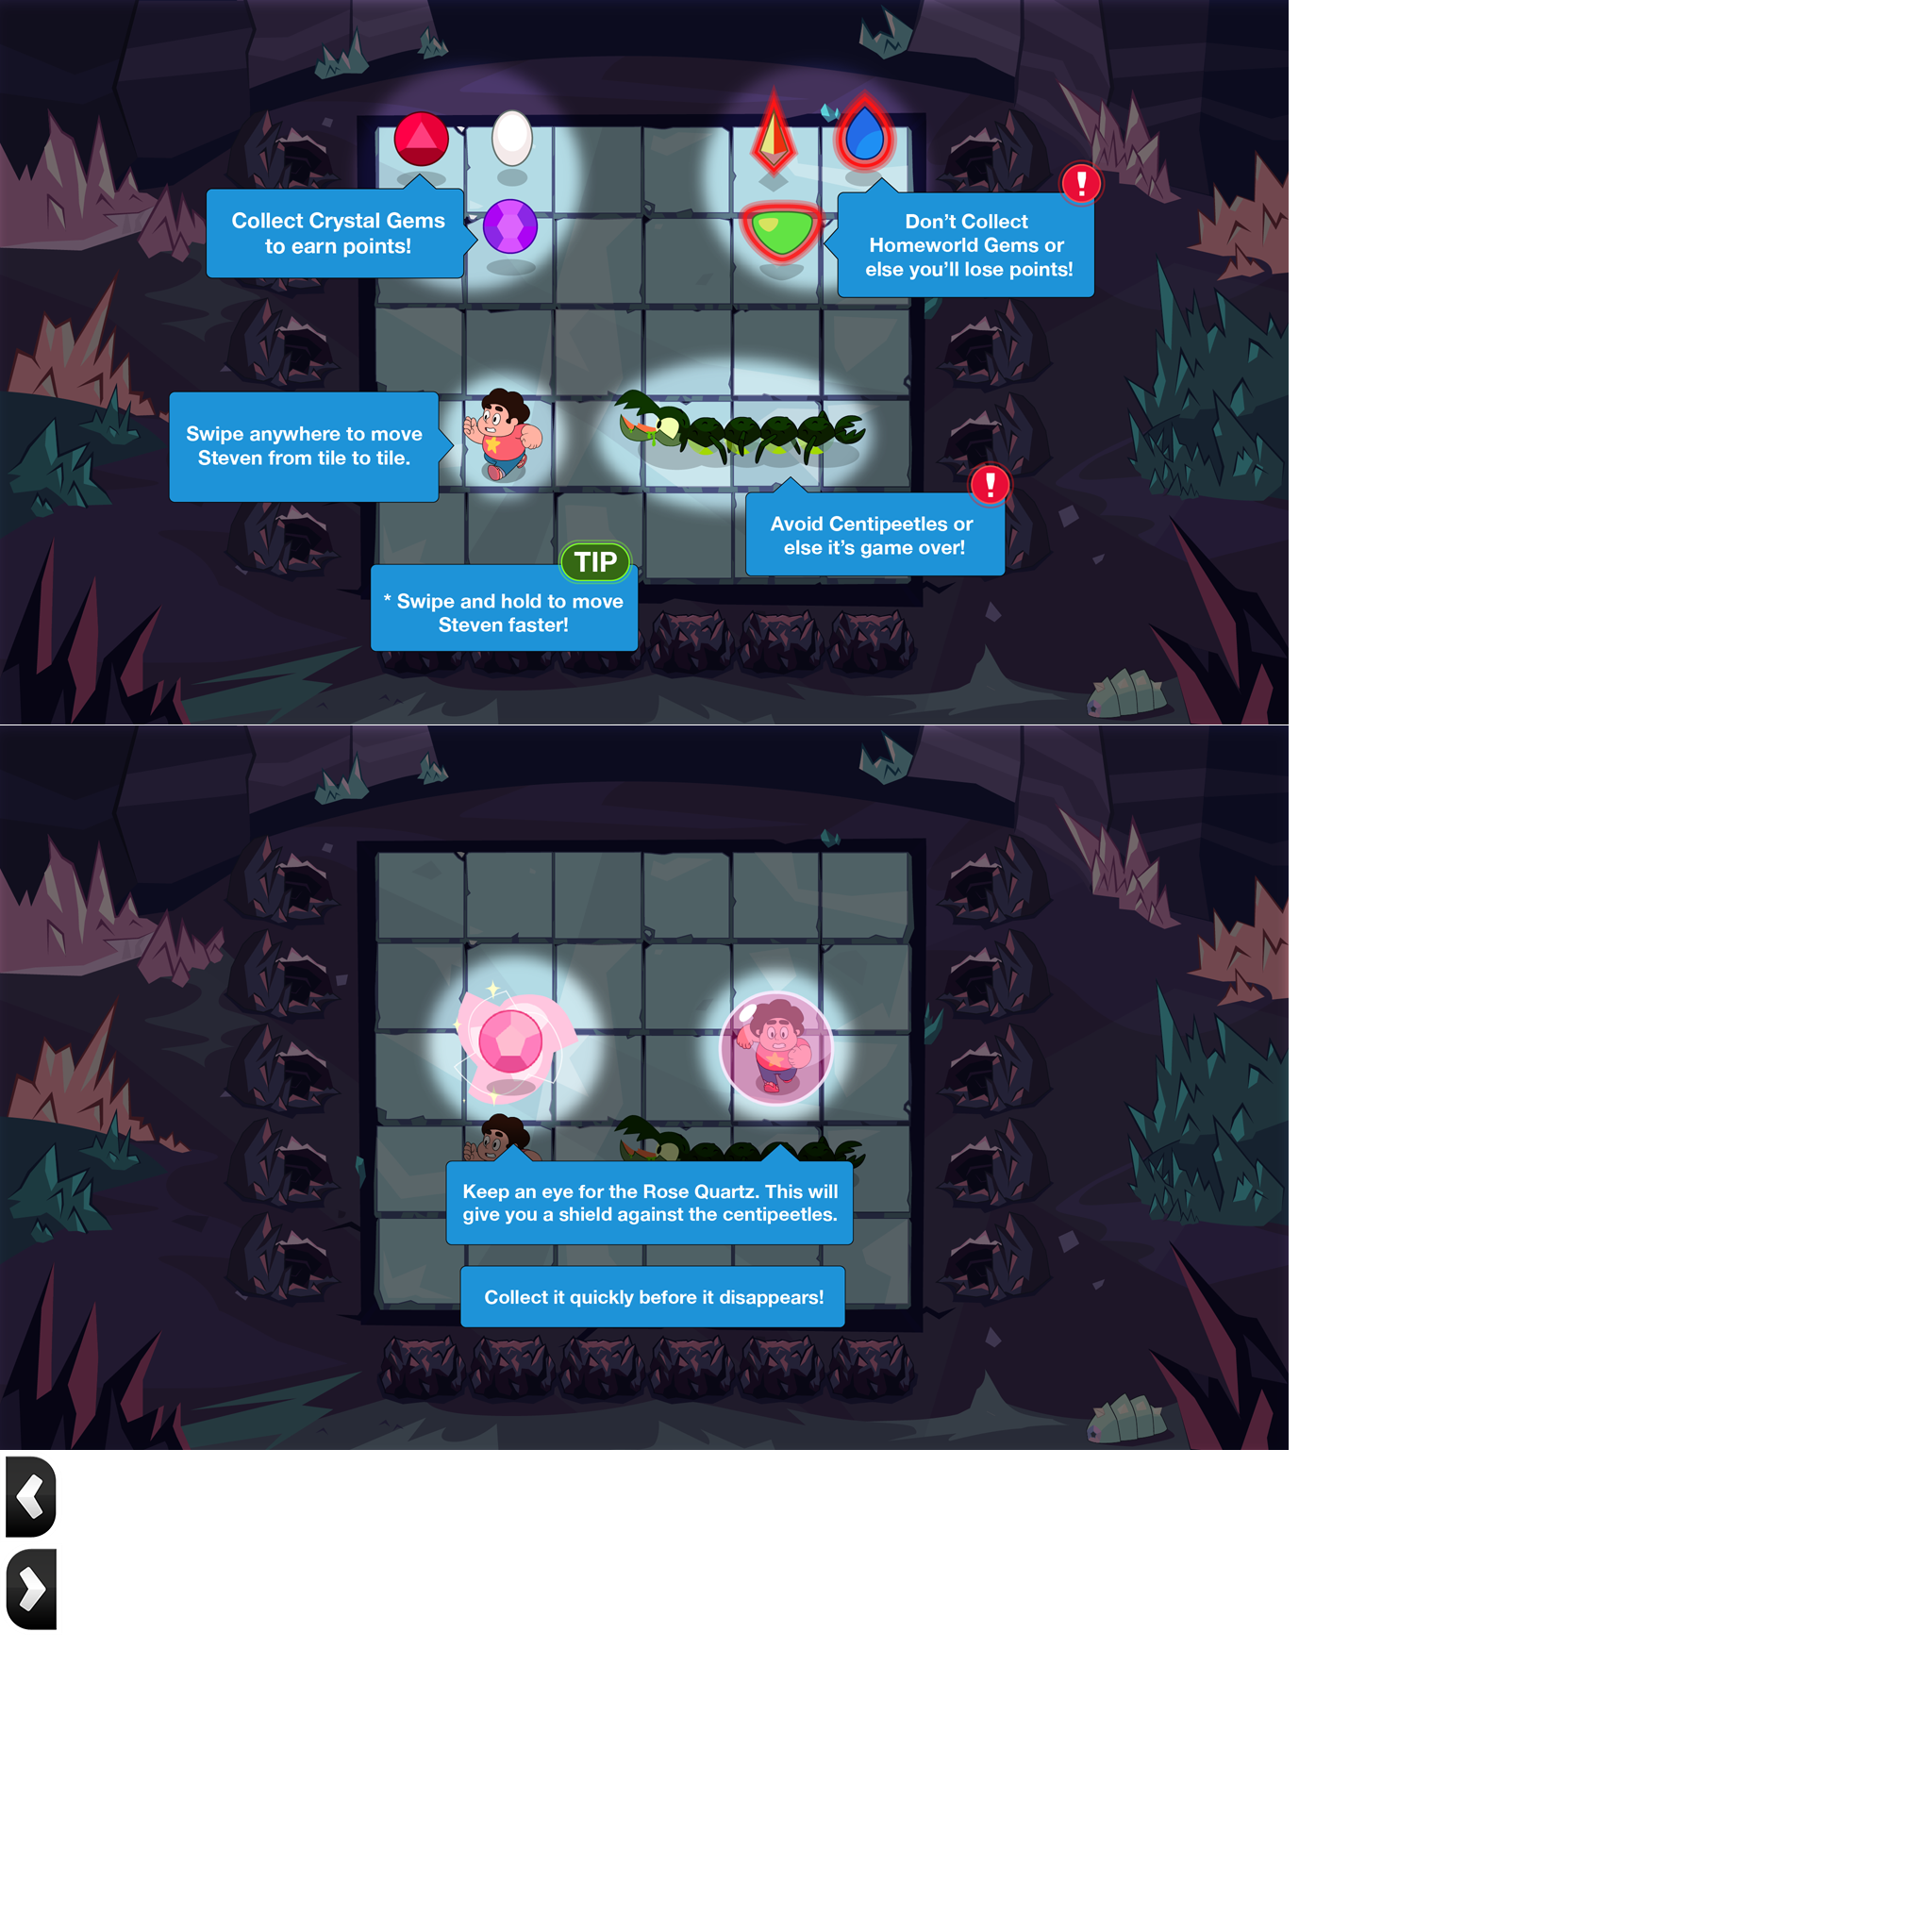 Collect Crystal Gems
to earn points!
!
Don't Collect
Homeworld Gems or
else you'll lose points!
Swipe anywhere to move
Steven from tile to tile.
!
Avoid Centipeetles or
else it's game over!
TIP
* Swipe and hold to move
Steven faster!
Keep an eye for the Rose Quartz. This will
give you a shield against the centipeetles.
Collect it quickly before it disappears!